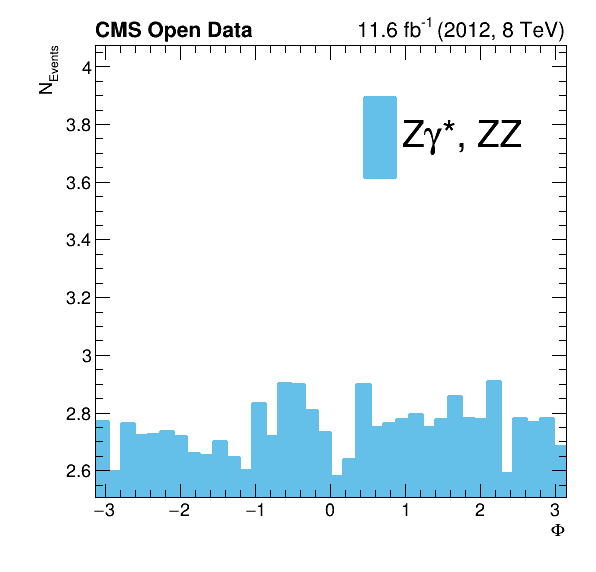 CMS Open Data 11.6 fb⁻¹ (2012, 8 TeV)
N_Events
4
3.8
Zγ*, ZZ
3.6
3.4
3.2
3
2.8
2.6
−3 −2 −1 0 1 2 3
Φ